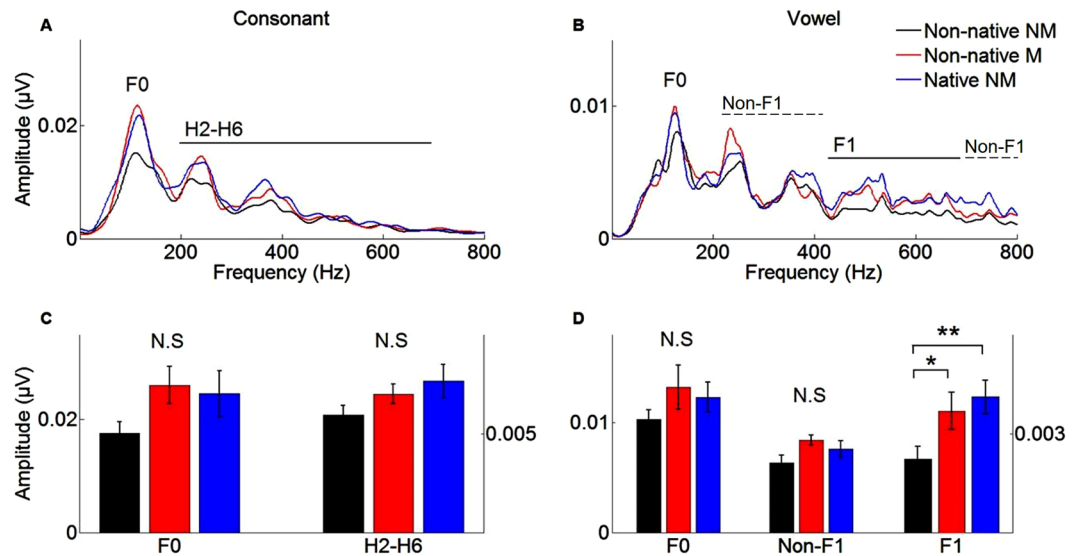 A
Consonant
Amplitude (µV)
0.02
0
F0
H2-H6
200
400
600
800
Frequency (Hz)
B
Vowel
Non-native NM
Non-native M
Native NM
0.01
0
F0
Non-F1
F1
Non-F1
200
400
600
800
Frequency (Hz)
C
Amplitude (µV)
0.02
0
N.S
N.S
0.005
F0
H2-H6
D
0.01
0
N.S
N.S
*
**
0.003
F0
Non-F1
F1